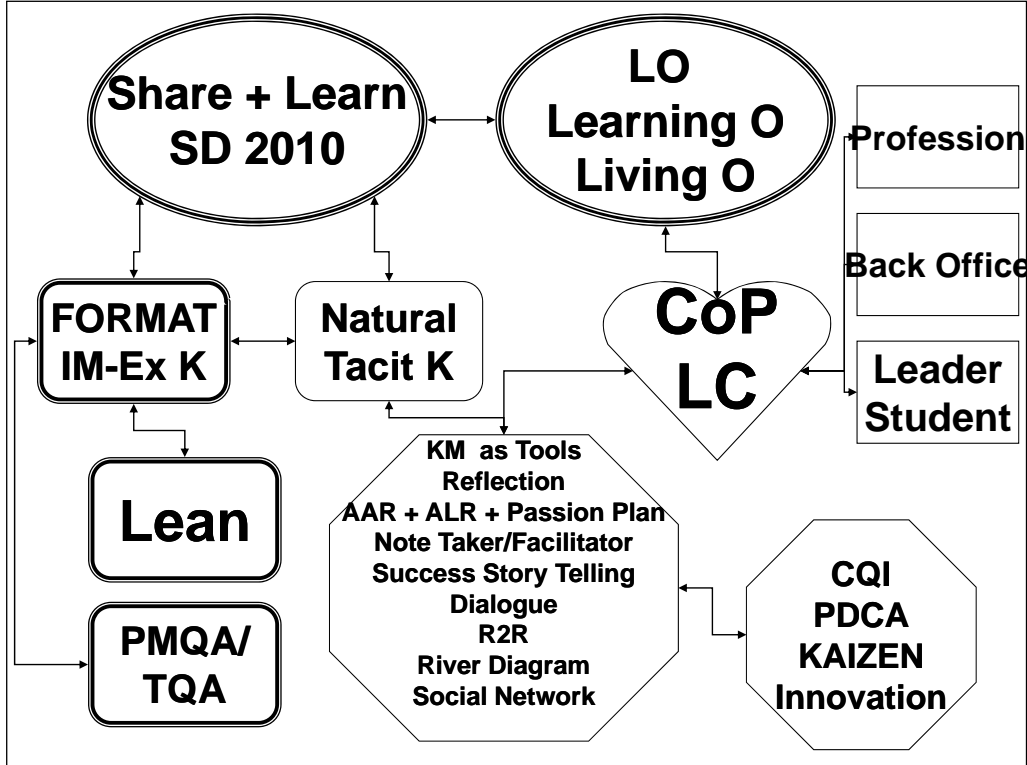 Share + Learn
SD 2010
LO
Learning O
Living O
Profession
Back Office
Leader
Student
FORMAT
IM-Ex K
Natural
Tacit K
CoP
LC
Lean
PMQA/
TQA
KM as Tools
Reflection
AAR + ALR + Passion Plan
Note Taker/Facilitator
Success Story Telling
Dialogue
R2R
River Diagram
Social Network
CQI
PDCA
KAIZEN
Innovation